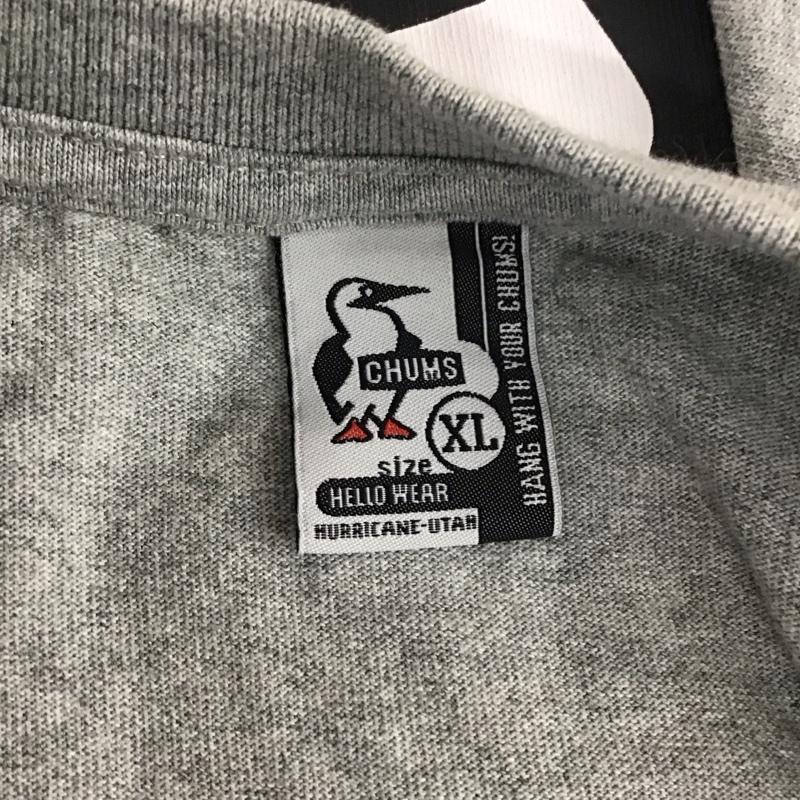 CHUMS
XL
size
HELLO WEAR
HURRICANE-UTAH
HANG WITH YOUR CHUMS!